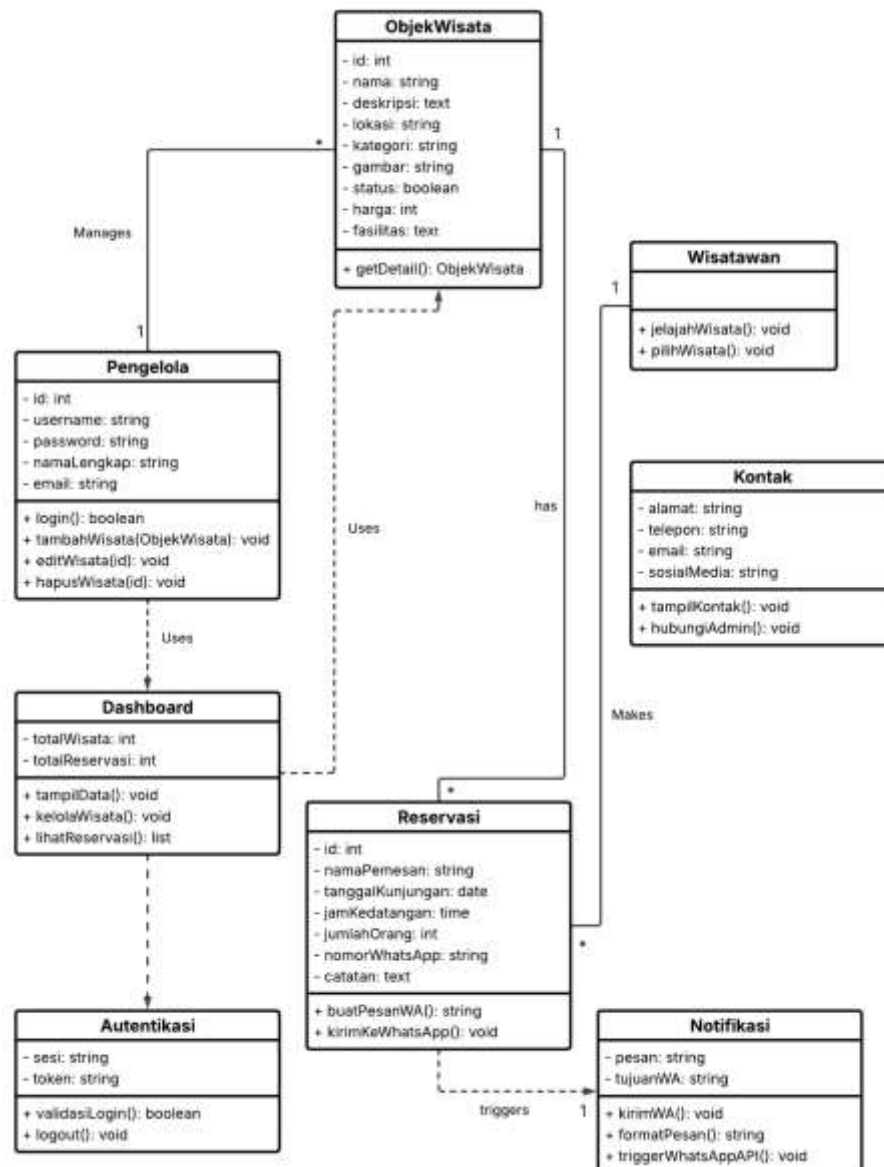 ObjekWisata
- id: int
- nama: string
- deskripsi: text
- lokasi: string
- kategori: string
- gambar: string
- status: boolean
- harga: int
- fasilitas: text
+ getDetail(): ObjekWisata
*
1
Manages
1
Pengelola
- id: int
- username: string
- password: string
- namaLengkap: string
- email: string
+ login(): boolean
+ tambahWisata(ObjekWisata): void
+ editWisata(id): void
+ hapusWisata(id): void
Uses
Uses
has
Wisatawan
1
+ jelajahWisata(): void
+ pilihWisata(): void
Kontak
- alamat: string
- telepon: string
- email: string
- sosialMedia: string
+ tampilKontak(): void
+ hubungiAdmin(): void
Makes
Dashboard
- totalWisata: int
- totalReservasi: int
+ tampilData(): void
+ kelolaWisata(): void
+ lihatReservasi(): list
*
Reservasi
- id: int
- namaPemesan: string
- tanggalKunjungan: date
- jamKedatangan: time
- jumlahOrang: int
- nomorWhatsApp: string
- catatan: text
+ buatPesanWA(): string
+ kirimKeWhatsApp(): void
*
Autentikasi
- sesi: string
- token: string
+ validasiLogin(): boolean
+ logout(): void
triggers
1
Notifikasi
- pesan: string
- tujuanWA: string
+ kirimWA(): void
+ formatPesan(): string
+ triggerWhatsAppAPI(): void